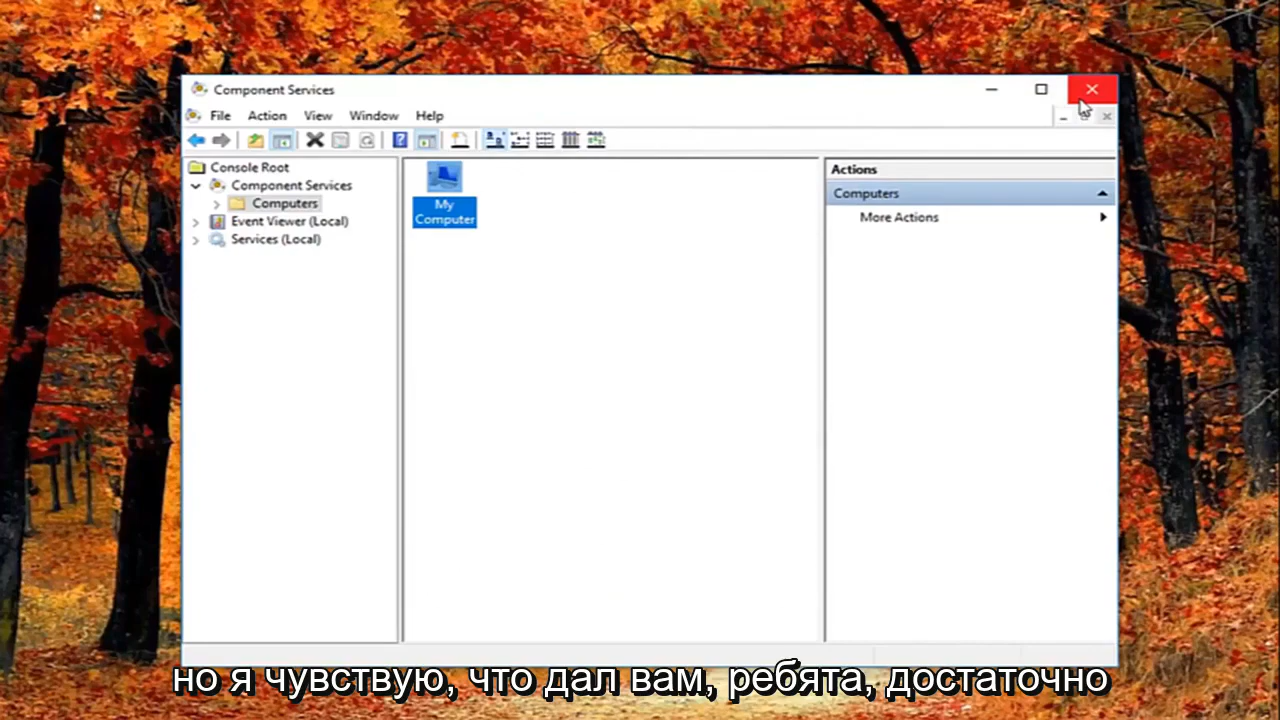 Component Services
File Action View Window Help
Console Root
Component Services
Computers
Event Viewer (Local)
Services (Local)
My
Computer
Actions
Computers
More Actions
но я чувствую, что дал вам, ребята, достаточно